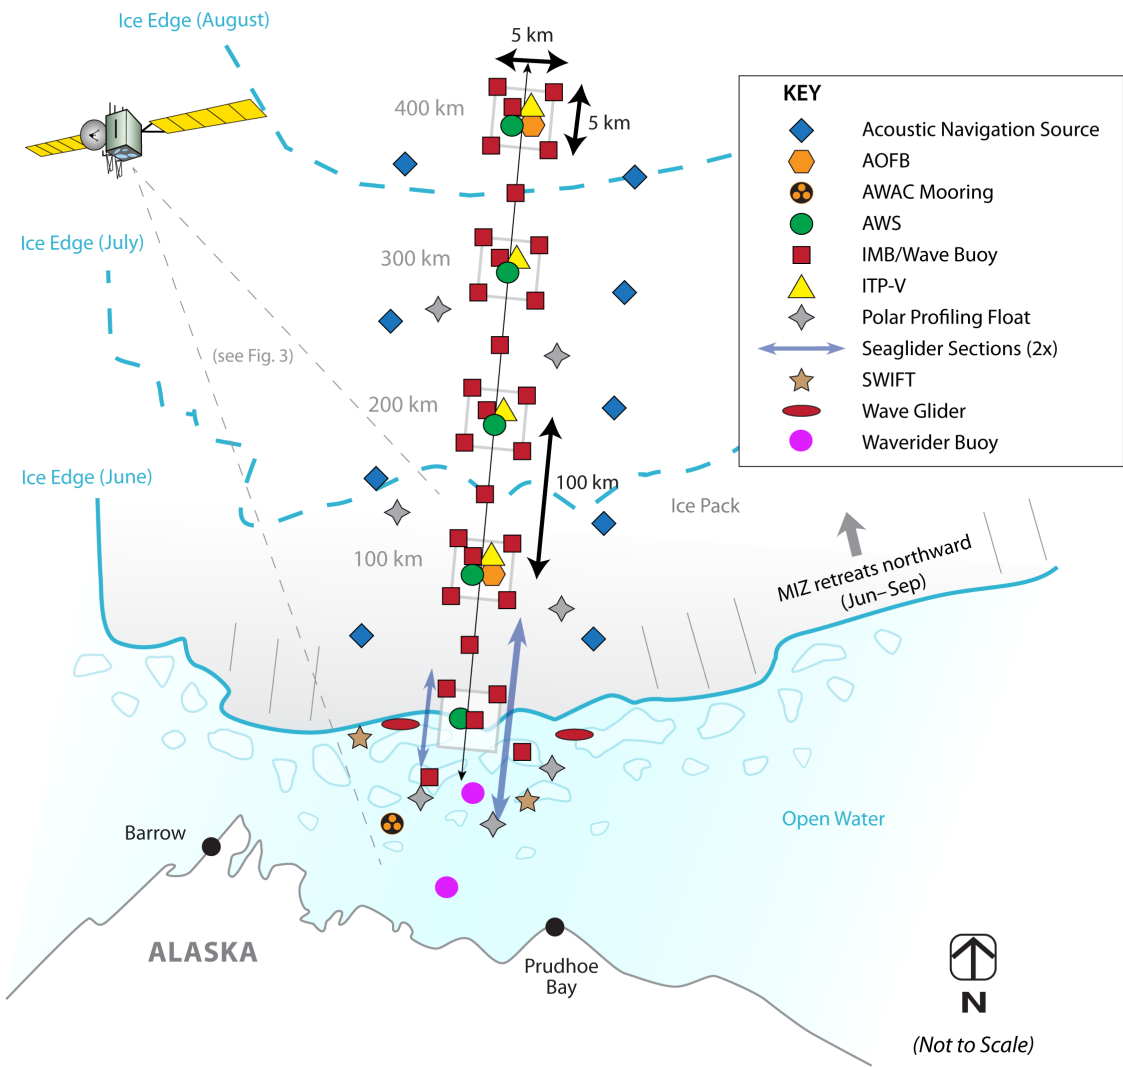 Ice Edge (August)
5 km
400 km
5 km
KEY
Acoustic Navigation Source
AOFB
AWAC Mooring
AWS
IMB/Wave Buoy
ITP-V
Polar Profiling Float
Seaglider Sections (2x)
SWIFT
Wave Glider
Waverider Buoy
Ice Edge (July)
300 km
(see Fig. 3)
200 km
Ice Edge (June)
100 km
Ice Pack
100 km
MIZ retreats northward
(Jun–Sep)
Open Water
Barrow
ALASKA
Prudhoe
Bay
N
(Not to Scale)